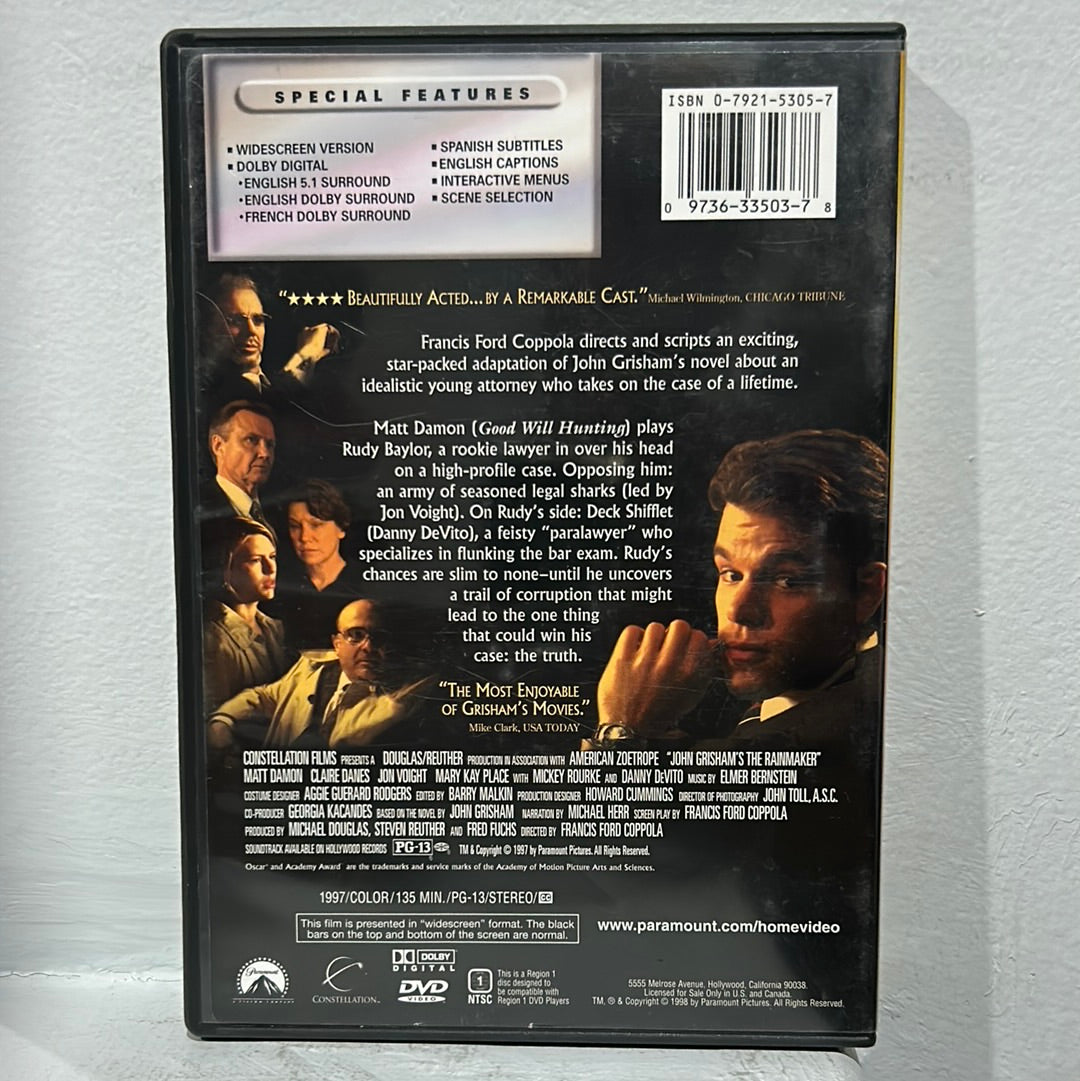 SPECIAL FEATURES
▪ WIDESCREEN VERSION
▪ DOLBY DIGITAL
•ENGLISH 5.1 SURROUND
•ENGLISH DOLBY SURROUND
•FRENCH DOLBY SURROUND
▪ SPANISH SUBTITLES
▪ ENGLISH CAPTIONS
▪ INTERACTIVE MENUS
▪ SCENE SELECTION
ISBN 0-7921-5305-7
0 9736-33503-7 8
"★★★★ BEAUTIFULLY ACTED...BY A REMARKABLE CAST." Michael Wilmington, CHICAGO TRIBUNE
Francis Ford Coppola directs and scripts an exciting,
star-packed adaptation of John Grisham's novel about an
idealistic young attorney who takes on the case of a lifetime.
Matt Damon (Good Will Hunting) plays
Rudy Baylor, a rookie lawyer in over his head
on a high-profile case. Opposing him:
an army of seasoned legal sharks (led by
Jon Voight). On Rudy's side: Deck Shifflet
(Danny DeVito), a feisty "paralawyer" who
specializes in flunking the bar exam. Rudy's
chances are slim to none–until he uncovers
a trail of corruption that might
lead to the one thing
that could win his
case: the truth.
"THE MOST ENJOYABLE
OF GRISHAM'S MOVIES."
Mike Clark, USA TODAY
CONSTELLATION FILMS PRESENTS A DOUGLAS/REUTHER PRODUCTION IN ASSOCIATION WITH AMERICAN ZOETROPE "JOHN GRISHAM'S THE RAINMAKER"
MATT DAMON CLAIRE DANES JON VOIGHT MARY KAY PLACE WITH MICKEY ROURKE AND DANNY DeVITO MUSIC BY ELMER BERNSTEIN
COSTUME DESIGNER AGGIE GUERARD RODGERS EDITED BY BARRY MALKIN PRODUCTION DESIGNER HOWARD CUMMINGS DIRECTOR OF PHOTOGRAPHY JOHN TOLL, A.S.C.
CO-PRODUCER GEORGIA KACANDES BASED ON THE NOVEL BY JOHN GRISHAM NARRATION BY MICHAEL HERR SCREEN PLAY BY FRANCIS FORD COPPOLA
PRODUCED BY MICHAEL DOUGLAS, STEVEN REUTHER AND FRED FUCHS DIRECTED BY FRANCIS FORD COPPOLA
SOUNDTRACK AVAILABLE ON HOLLYWOOD RECORDS PG-13 TM & Copyright © 1997 by Paramount Pictures. All Rights Reserved.
Oscar® and Academy Award® are the trademarks and service marks of the Academy of Motion Picture Arts and Sciences.
1997/COLOR/135 MIN./PG-13/STEREO/CC
This film is presented in "widescreen" format. The black
bars on the top and bottom of the screen are normal.
www.paramount.com/homevideo
Paramount
CONSTELLATION
DOLBY
DIGITAL
DVD
VIDEO
1
NTSC
This is a Region 1
disc designed to
be compatible with
Region 1 DVD Players
5555 Melrose Avenue, Hollywood, California 90038.
Licensed for Sale Only in U.S. and Canada.
TM, ® & Copyright © 1998 by Paramount Pictures. All Rights Reserved.